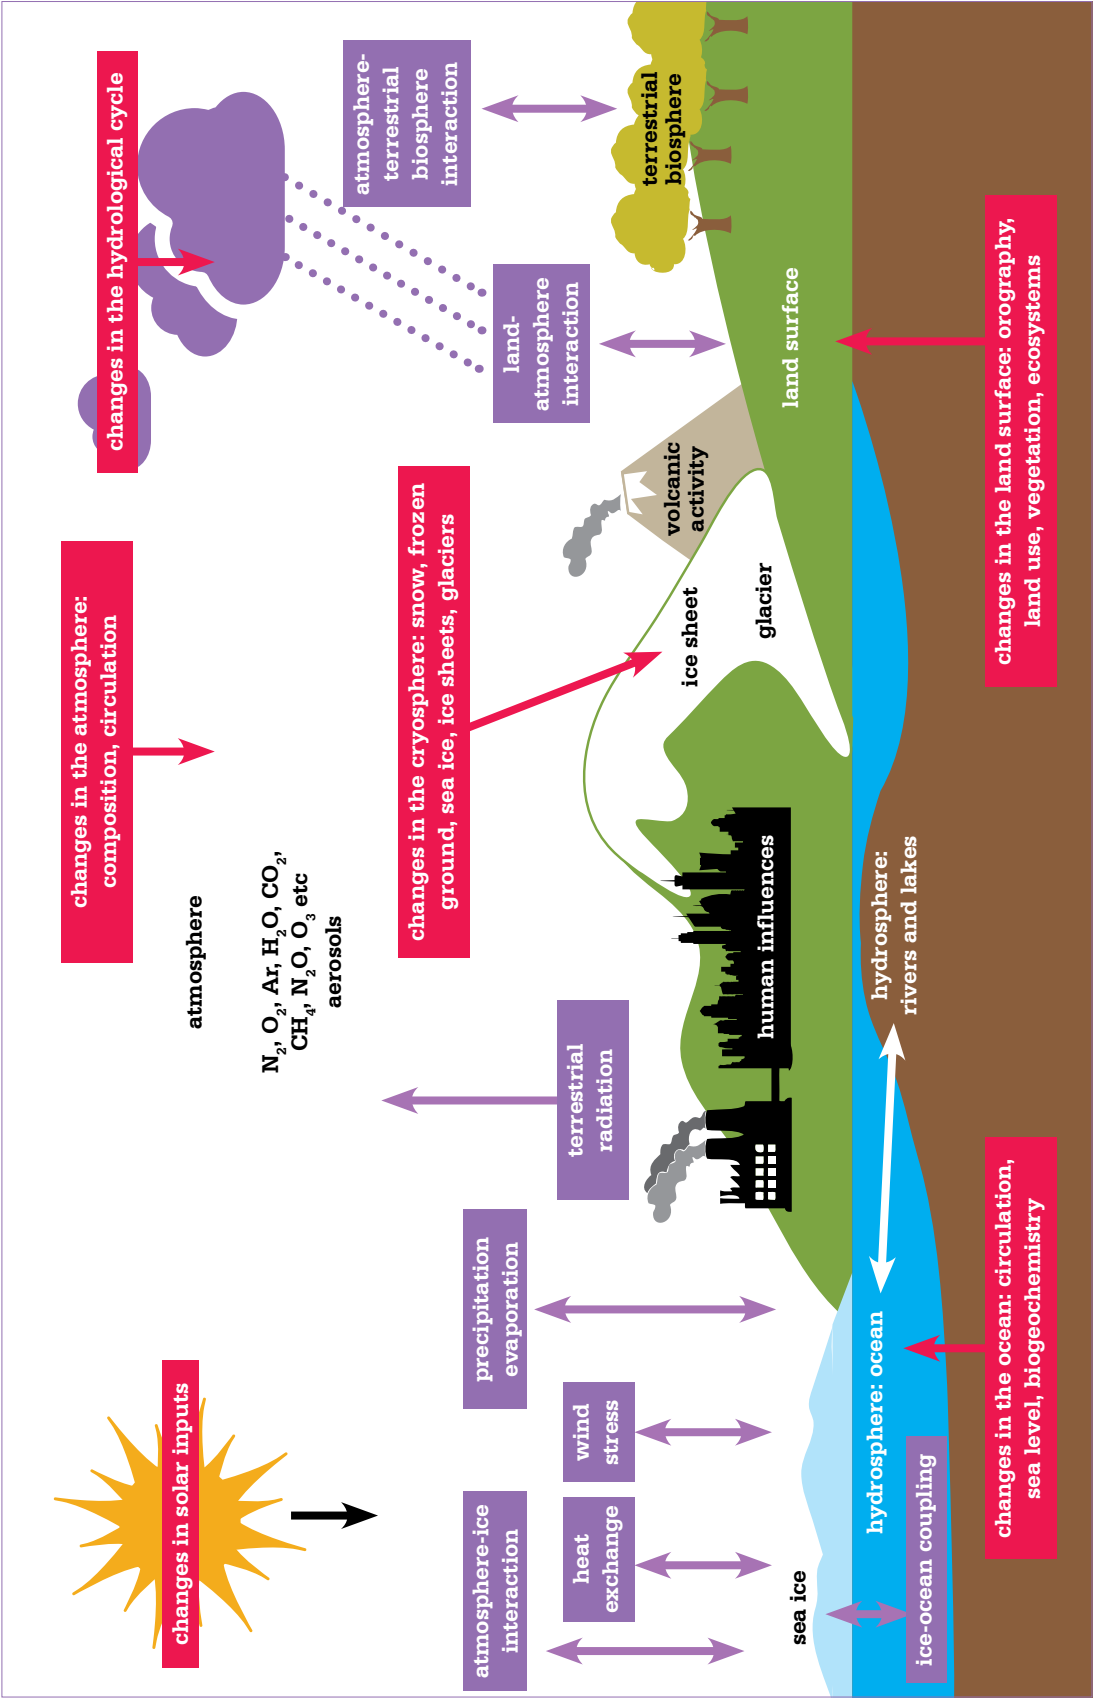 changes in solar inputs
changes in the atmosphere:
composition, circulation
changes in the hydrological cycle
atmosphere
N₂, O₂, Ar, H₂O, CO₂,
CH₄, N₂O, O₃ etc
aerosols
atmosphere-ice
interaction
precipitation
evaporation
heat
exchange
wind
stress
terrestrial
radiation
changes in the cryosphere: snow, frozen
ground, sea ice, ice sheets, glaciers
land-
atmosphere
interaction
atmosphere-
terrestrial
biosphere
interaction
volcanic
activity
terrestrial
biosphere
ice sheet
glacier
human influences
land surface
sea ice
hydrosphere: ocean
hydrosphere:
rivers and lakes
ice-ocean coupling
changes in the ocean: circulation,
sea level, biogeochemistry
changes in the land surface: orography,
land use, vegetation, ecosystems